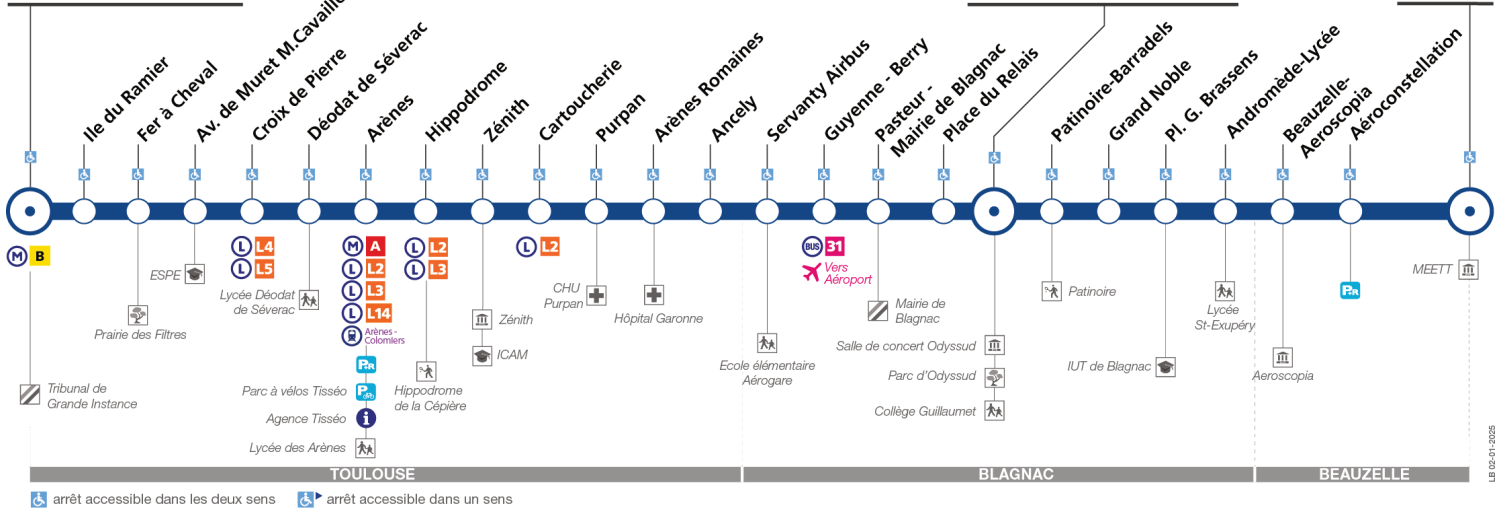 Ile du Ramier
Fer à Cheval
Av. de Muret M.Cavaillé
Croix de Pierre
Déodat de Séverac
Arènes
Hippodrome
Zénith
Cartoucherie
Purpan
Arènes Romaines
Ancely
Servanty Airbus
Guyenne - Berry
Pasteur -
Mairie de Blagnac
Place du Relais
Patinoire-Barradels
Grand Noble
Pl. G. Brassens
Andromède-Lycée
Beauzelle-
Aeroscopia
Aéroconstellation
M B
Tribunal de
Grande Instance
Prairie des Filtres
ESPE
L L4
L L5
Lycée Déodat
de Séverac
M A
L L2
L L3
L L14
Arènes -
Colomiers
P+R
Parc à vélos Tisséo
P
Agence Tisséo
i
Lycée des Arènes
L L2
L L3
Hippodrome
de la Cépière
Zénith
ICAM
L L2
CHU
Purpan
Hôpital Garonne
Ecole élémentaire
Aérogare
BUS 31
Vers
Aéroport
Mairie de
Blagnac
Salle de concert Odyssud
Parc d'Odyssud
Collège Guillaumet
Patinoire
IUT de Blagnac
Lycée
St-Exupéry
Aeroscopia
P+R
MEETT
TOULOUSE
BLAGNAC
BEAUZELLE
LB 02-01-2025
arrêt accessible dans les deux sens
arrêt accessible dans un sens